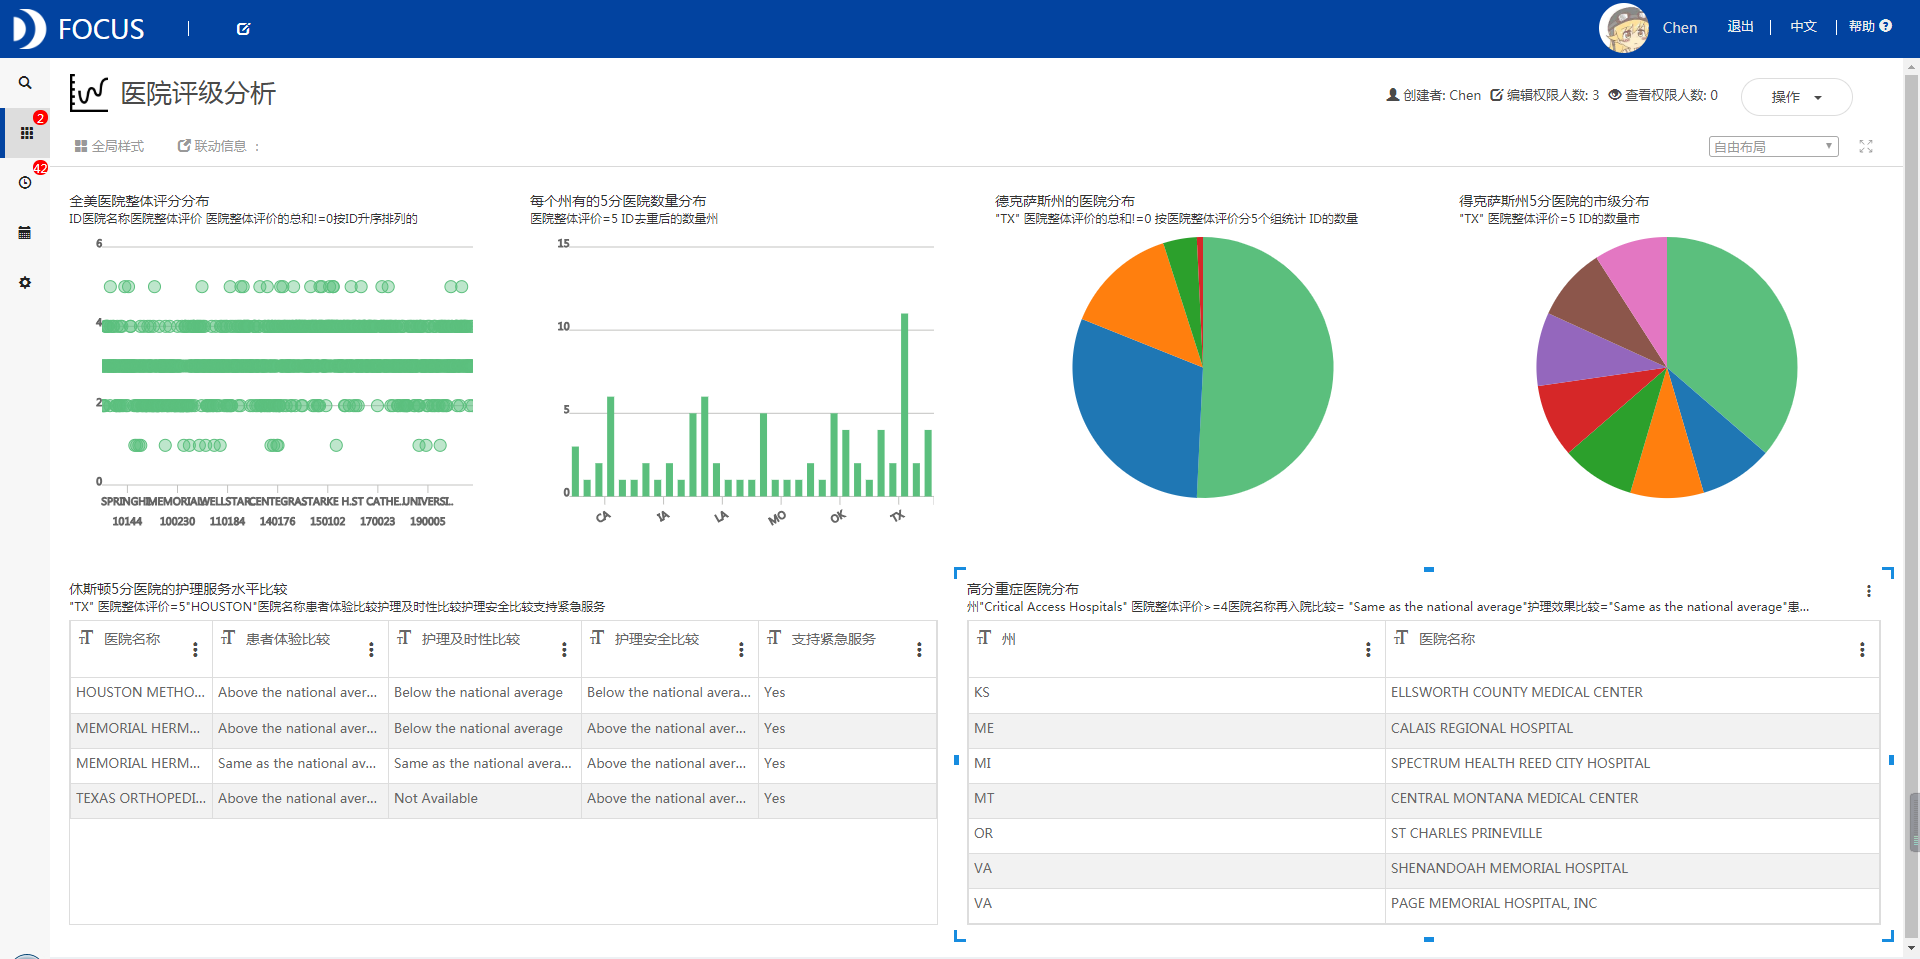 FOCUS
Chen
退出
中文
帮助
2
42
医院评级分析
创建者: Chen 编辑权限人数: 3 查看权限人数: 0
操作
全局样式
联动信息 :
自由布局
全美医院整体评分分布
ID医院名称医院整体评价 医院整体评价的总和!=0按ID升序排列的
6
4
2
0
SPRINGHI
MEMORIAL
WELLSTAR
CENTEGRA
STARKE H.
ST CATHE..
UNIVERSI..
10144 100230 110184 140176 150102 170023 190005
每个州有的5分医院数量分布
医院整体评价=5 ID去重后的数量州
15
10
5
0
CA IA LA MO OK TX
德克萨斯州的医院分布
"TX" 医院整体评价的总和!=0 按医院整体评价分5个组统计 ID的数量
得克萨斯州5分医院的市级分布
"TX" 医院整体评价=5 ID的数量市
休斯顿5分医院的护理服务水平比较
"TX" 医院整体评价=5"HOUSTON"医院名称患者体验比较护理及时性比较护理安全比较支持紧急服务
医院名称 患者体验比较 护理及时性比较 护理安全比较 支持紧急服务
HOUSTON METHO... Above the national aver... Below the national average Below the national avera... Yes
MEMORIAL HERM... Above the national aver... Below the national average Above the national aver... Yes
MEMORIAL HERM... Same as the national av... Same as the national avera... Above the national aver... Yes
TEXAS ORTHOPEDI... Above the national aver... Not Available Above the national aver... Yes
高分重症医院分布
州"Critical Access Hospitals" 医院整体评价>=4医院名称再入院比较= "Same as the national average"护理效果比较="Same as the national average"患...
州 医院名称
KS ELLSWORTH COUNTY MEDICAL CENTER
ME CALAIS REGIONAL HOSPITAL
MI SPECTRUM HEALTH REED CITY HOSPITAL
MT CENTRAL MONTANA MEDICAL CENTER
OR ST CHARLES PRINEVILLE
VA SHENANDOAH MEMORIAL HOSPITAL
VA PAGE MEMORIAL HOSPITAL, INC